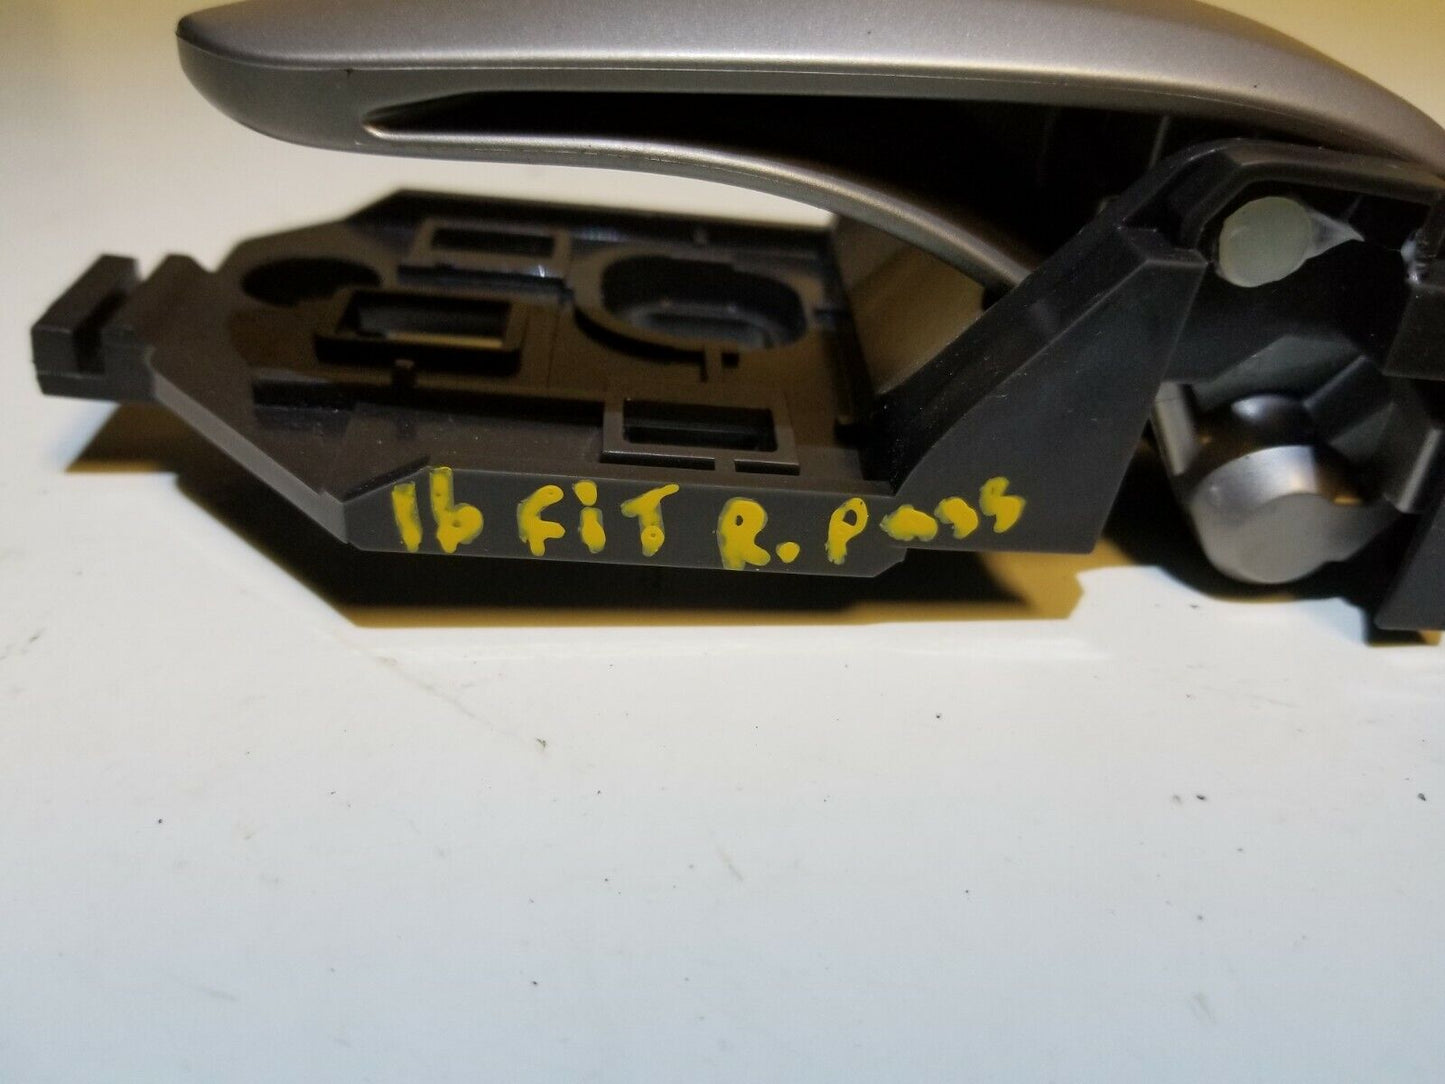 16 FiT R. Pass